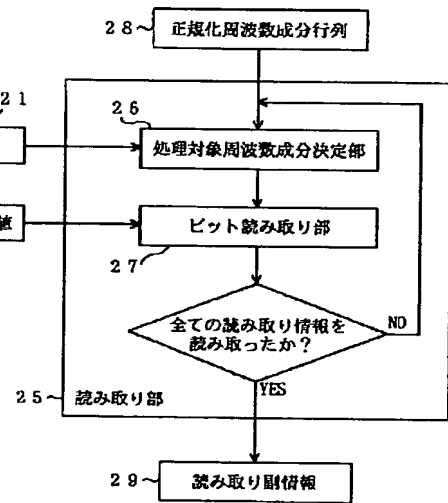 28 正規化周波数成分行列
21
26
処理対象周波数成分決定部
値
ビット読み取り部
27
全ての読み取り情報を
読み取ったか?
NO
YES
25 読み取り部
29 読み取り副情報